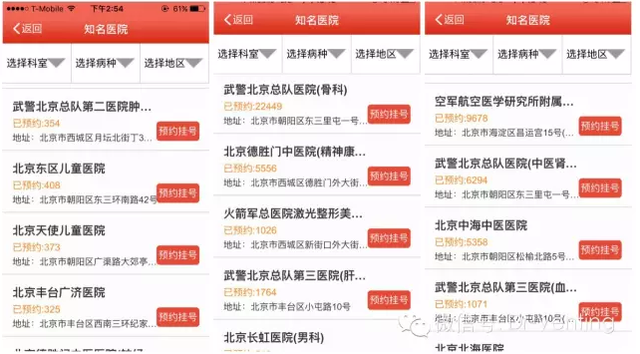 T-Mobile 下午2:54 61%
返回 知名医院
选择科室 选择病种 选择地区
武警北京总队第二医院肿...
已预约:354
地址：北京市西城区月坛北街丁3...
预约挂号
北京东区儿童医院
已预约:408
地址：北京市朝阳区东三环南路42号
预约挂号
北京天使儿童医院
已预约:373
地址：北京市朝阳区广渠路大郊亭...
预约挂号
北京丰台广济医院
已预约:325
地址：北京市丰台区西南三环纪家...
预约挂号
返回 知名医院
选择科室 选择病种 选择地区
武警北京总队医院(骨科)
已预约:22449
地址：北京市朝阳区东三里屯一号...
预约挂号
北京德胜门中医院(精神康...
已预约:5556
地址：北京市西城区德胜门外大街...
预约挂号
火箭军总医院激光整形美...
已预约:1026
地址：北京市西城区新街口外大街...
预约挂号
武警北京总队第三医院(肝...
已预约:1764
地址：北京市丰台区小屯路10号
预约挂号
北京长虹医院(男科)
返回 知名医院
选择科室 选择病种 选择地区
空军航空医学研究所附属...
已预约:9678
地址：北京市海淀区昌运宫15号(...
预约挂号
武警北京总队医院(中医肾...
已预约:6294
地址：北京市朝阳区东三里屯一号...
预约挂号
北京中海中医医院
已预约:5358
地址：北京市朝阳区松榆北路5号...
预约挂号
武警北京总队第三医院(血...
已预约:1071
地址：北京市丰台区小屯路10号
预约挂号
北京北海医院
微信号: